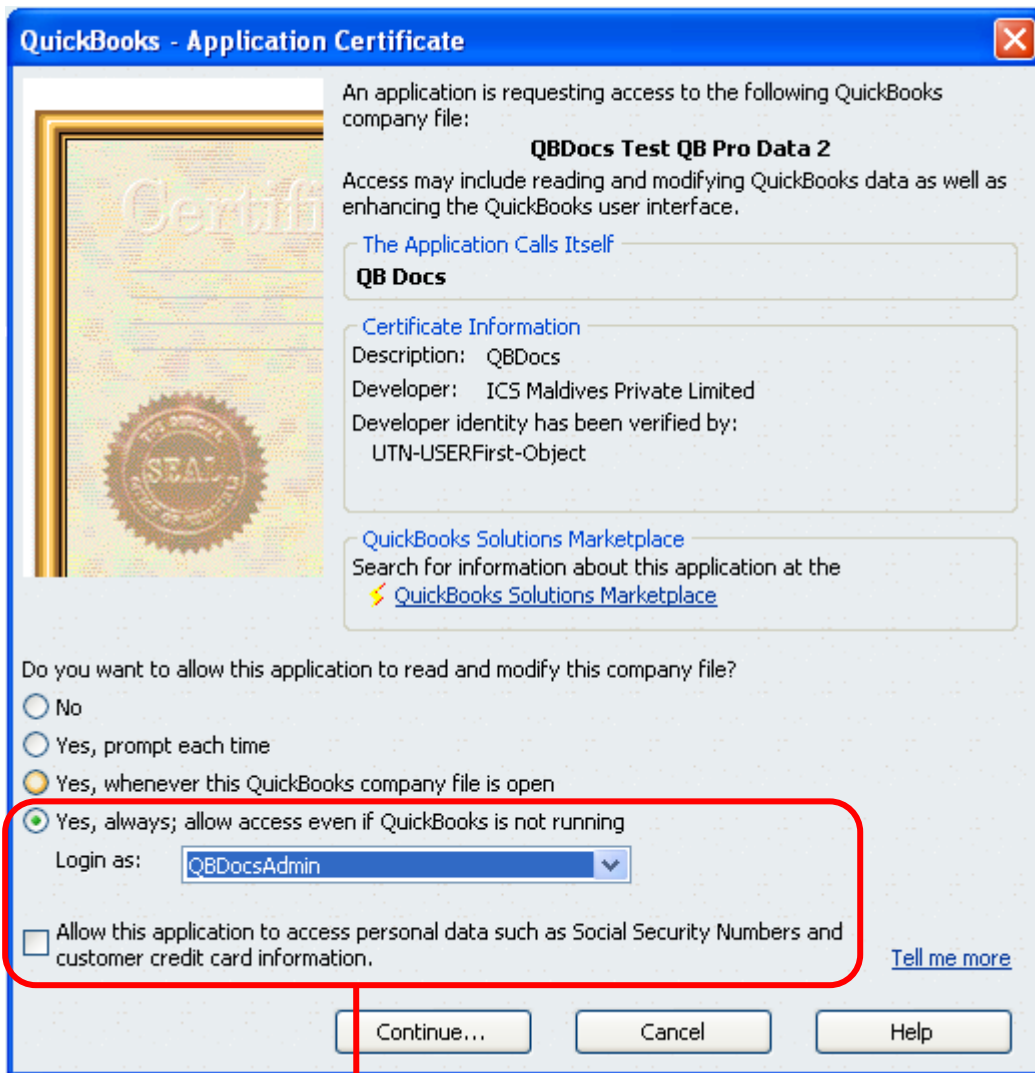 QuickBooks - Application Certificate
An application is requesting access to the following QuickBooks
company file:
QBDocs Test QB Pro Data 2
Access may include reading and modifying QuickBooks data as well as
enhancing the QuickBooks user interface.
Certifi
The Application Calls Itself
QB Docs
Certificate Information
Description: QBDocs
Developer: ICS Maldives Private Limited
Developer identity has been verified by:
UTN-USERFirst-Object
THE OFFICIAL
SEAL
QuickBooks Solutions Marketplace
Search for information about this application at the
QuickBooks Solutions Marketplace
Do you want to allow this application to read and modify this company file?
No
Yes, prompt each time
Yes, whenever this QuickBooks company file is open
Yes, always; allow access even if QuickBooks is not running
Login as: QBDocsAdmin
Allow this application to access personal data such as Social Security Numbers and
customer credit card information.
Tell me more
Continue... Cancel Help